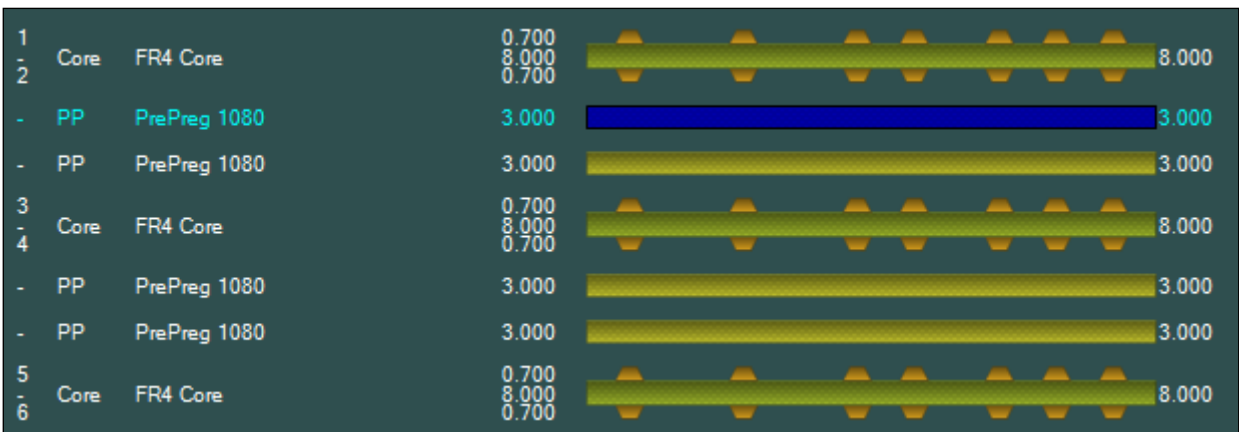 1 0.700
- Core FR4 Core 8.000 8.000
2 0.700
- PP PrePreg 1080 3.000 3.000
- PP PrePreg 1080 3.000 3.000
3 0.700
- Core FR4 Core 8.000 8.000
4 0.700
- PP PrePreg 1080 3.000 3.000
- PP PrePreg 1080 3.000 3.000
5 0.700
- Core FR4 Core 8.000 8.000
6 0.700